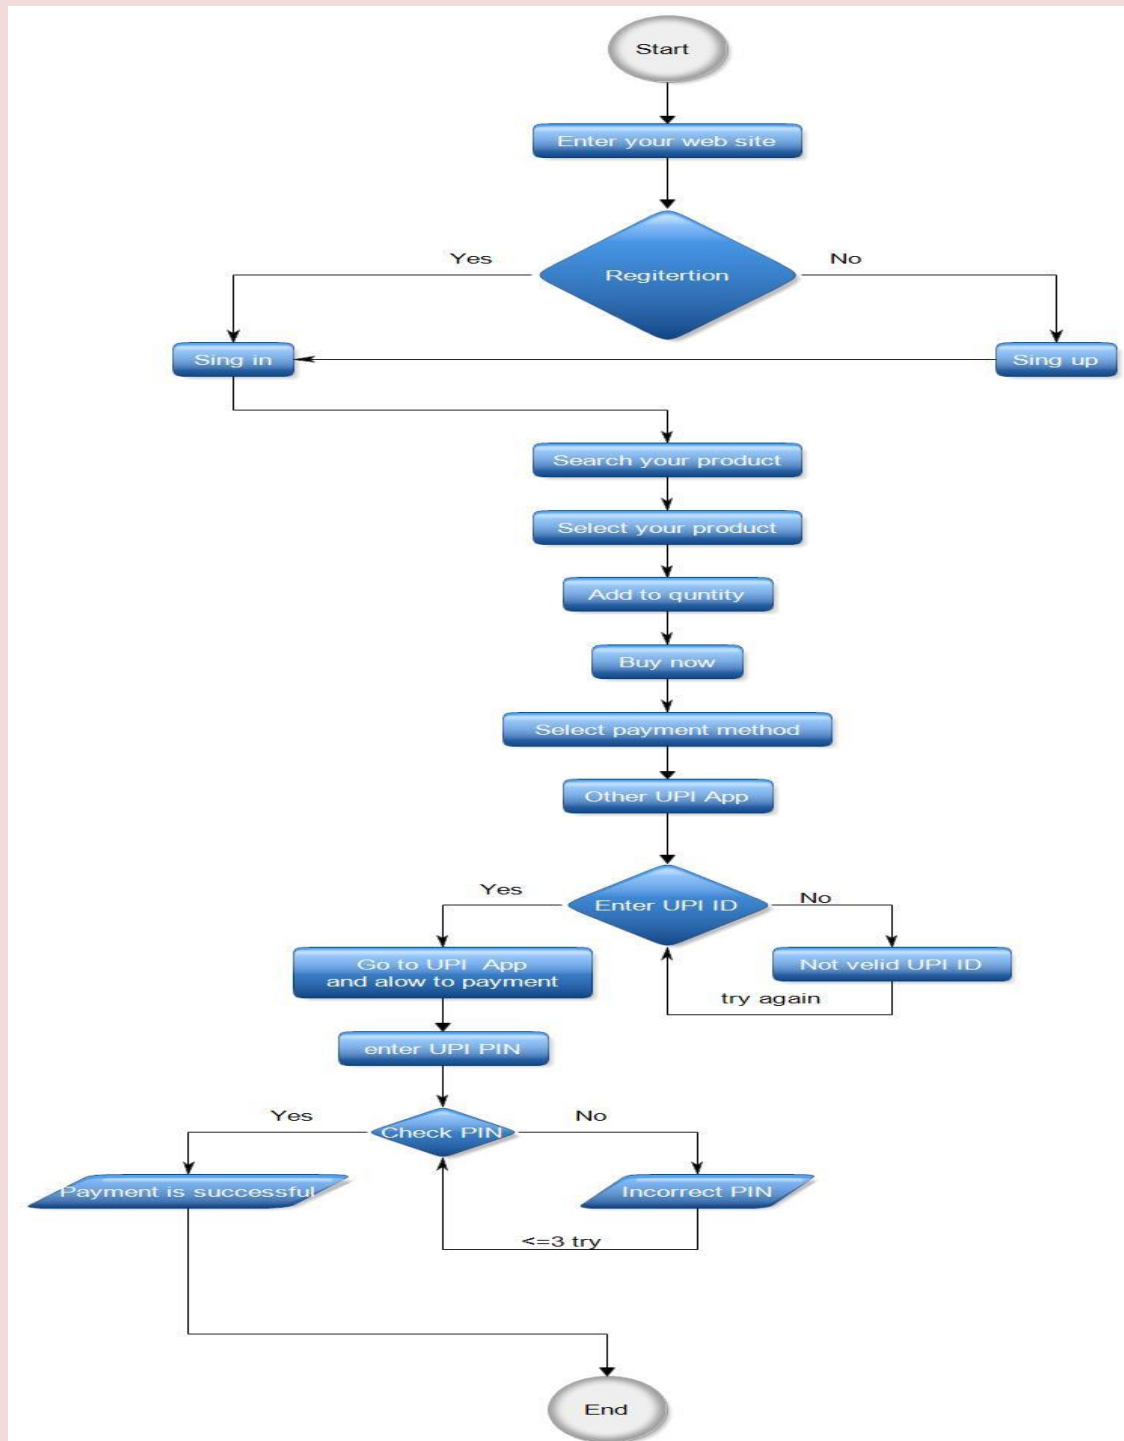 Start
Enter your web site
Regitertion
Yes
No
Sing in
Sing up
Search your product
Select your product
Add to quntity
Buy now
Select payment method
Other UPI App
Enter UPI ID
Yes
No
Go to UPI App
and alow to payment
Not valid UPI ID
try again
enter UPI PIN
Check PIN
Yes
No
Payment is successful
Incorrect PIN
<=3 try
End